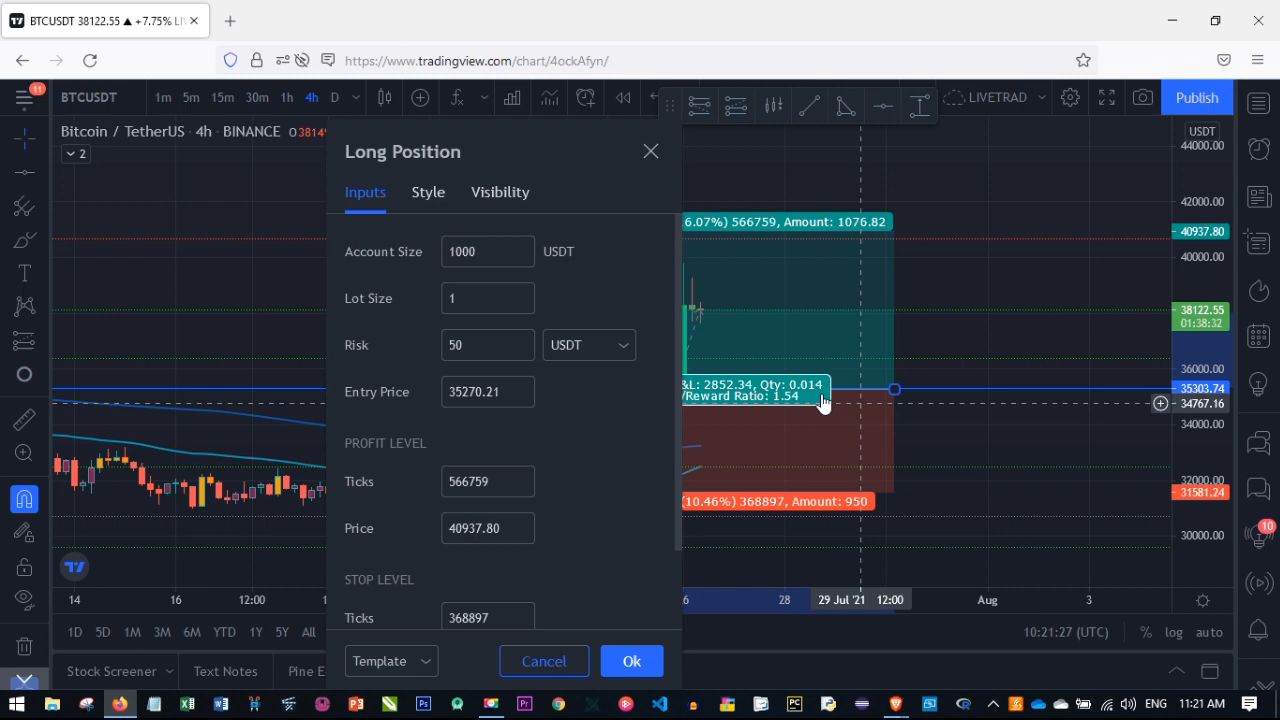 BTCUSDT 38122.55 ▲ +7.75% LIV
https://www.tradingview.com/chart/4ockAfyn/
11
BTCUSDT 1m 5m 15m 30m 1h 4h D LIVETRAD Publish
Bitcoin / TetherUS · 4h · BINANCE O3814
2
Long Position
Inputs Style Visibility
Account Size 1000 USDT
Lot Size 1
Risk 50 USDT
Entry Price 35270.21
PROFIT LEVEL
Ticks 566759
Price 40937.80
STOP LEVEL
Ticks 368897
Template Cancel Ok
6.07%) 566759, Amount: 1076.82
&L: 2852.34, Qty: 0.014
/Reward Ratio: 1.54
(10.46%) 368897, Amount: 950
USDT
44000.00
42000.00
40937.80
40000.00
38122.55
01:38:32
36000.00
35303.74
34767.16
34000.00
32000.00
31581.24
30000.00
10
14 16 12:00 28 29 Jul '21 12:00 Aug 3
1D 5D 1M 3M 6M YTD 1Y 5Y All 10:21:27 (UTC) % log auto
Stock Screener Text Notes Pine E
ENG 11:21 AM